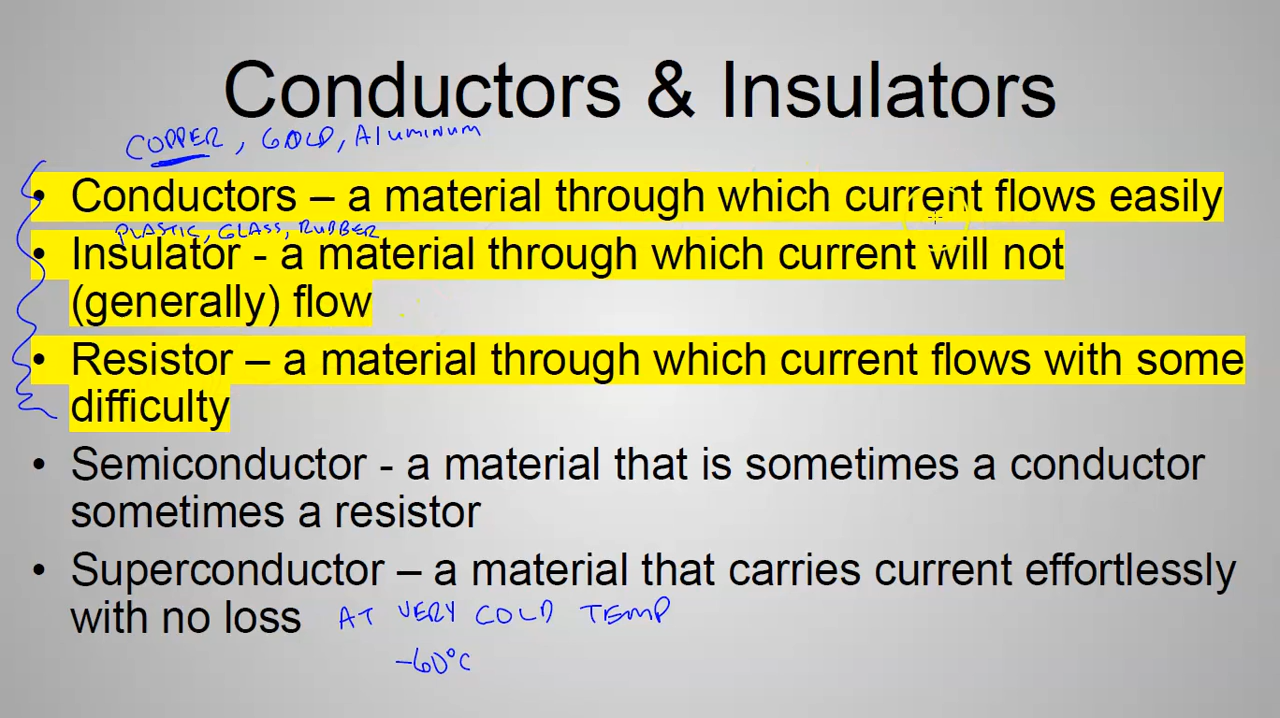 Conductors & Insulators
COPPER, GOLD, Aluminum
• Conductors – a material through which current flows easily
PLASTIC, GLASS, RUBBER
• Insulator - a material through which current will not
(generally) flow
• Resistor – a material through which current flows with some
difficulty
• Semiconductor - a material that is sometimes a conductor
sometimes a resistor
• Superconductor – a material that carries current effortlessly
with no loss AT VERY COLD TEMP
-60°C